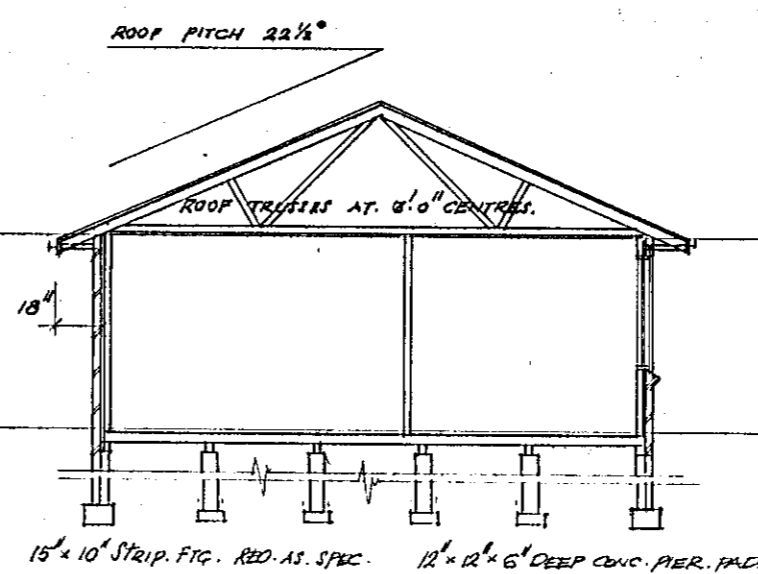 ROOF PITCH 22½°
ROOF TRUSSES AT. 6'.0" CENTRES.
18"
15" x 10" STRIP. FTG. REO. AS. SPEC.
12" x 12" x 6" DEEP CONC. PIER. PAD